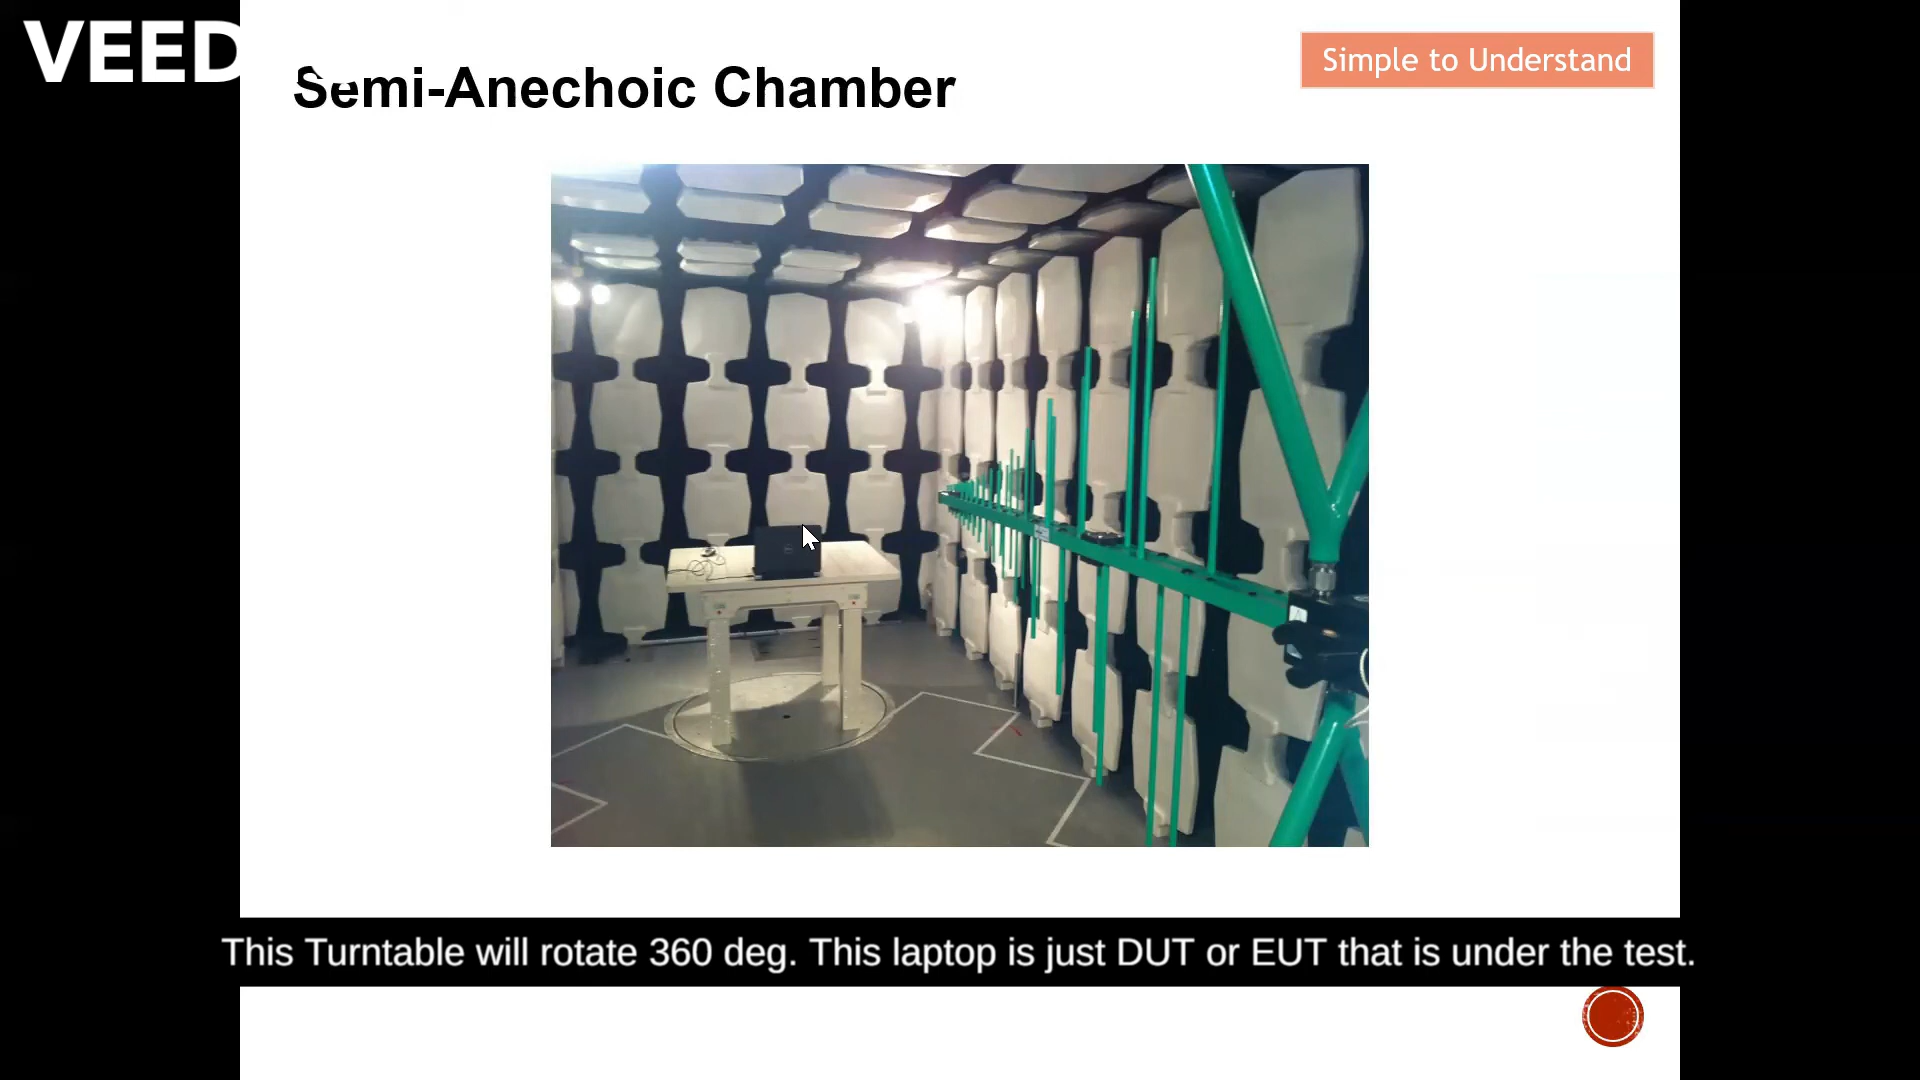 VEED
Semi-Anechoic Chamber
Simple to Understand
This Turntable will rotate 360 deg. This laptop is just DUT or EUT that is under the test.